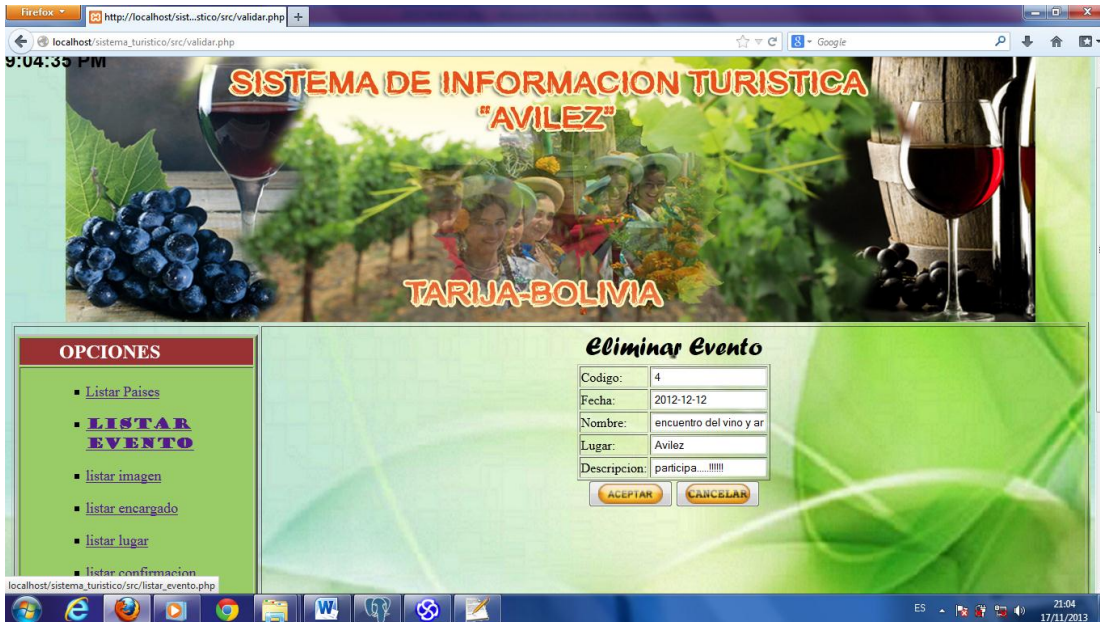 Firefox
http://localhost/sist...stico/src/validar.php
localhost/sistema_turistico/src/validar.php
Google
9:04:35 PM
SISTEMA DE INFORMACION TURISTICA
"AVILEZ"
TARIJA-BOLIVIA
OPCIONES
Listar Paises
LISTAR
EVENTO
listar imagen
listar encargado
listar lugar
listar confirmacion
Eliminar Evento
Codigo: 4
Fecha: 2012-12-12
Nombre: encuentro del vino y ar
Lugar: Avilez
Descripcion: participa....!!!!!!
ACEPTAR CANCELAR
localhost/sistema_turistico/src/listar_evento.php
ES
21:04
17/11/2013